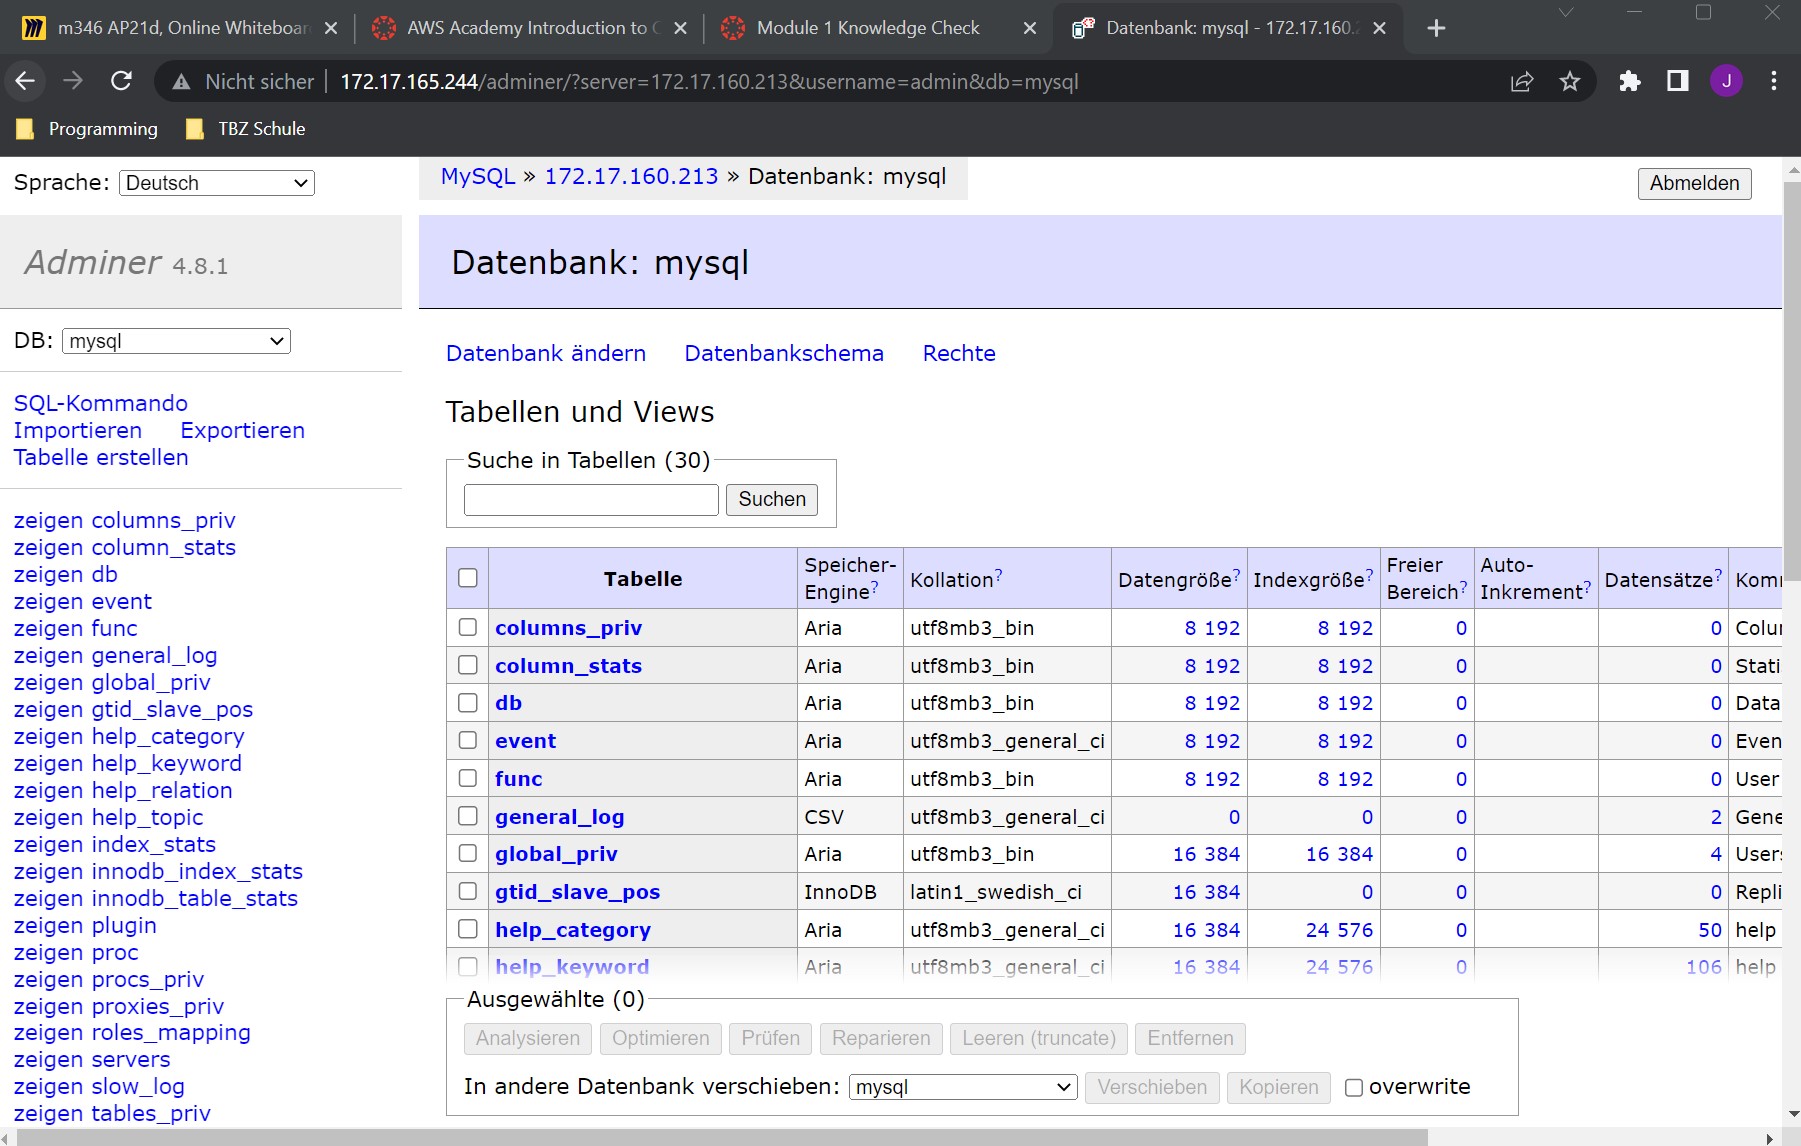 m346 AP21d, Online Whiteboar
AWS Academy Introduction to C
Module 1 Knowledge Check
Datenbank: mysql - 172.17.160.2
Nicht sicher
172.17.165.244/adminer/?server=172.17.160.213&username=admin&db=mysql
J
Programming
TBZ Schule
Sprache: Deutsch
MySQL » 172.17.160.213 » Datenbank: mysql
Abmelden
Adminer 4.8.1
Datenbank: mysql
DB: mysql
SQL-Kommando
Importieren Exportieren
Tabelle erstellen
zeigen columns_priv
zeigen column_stats
zeigen db
zeigen event
zeigen func
zeigen general_log
zeigen global_priv
zeigen gtid_slave_pos
zeigen help_category
zeigen help_keyword
zeigen help_relation
zeigen help_topic
zeigen index_stats
zeigen innodb_index_stats
zeigen innodb_table_stats
zeigen plugin
zeigen proc
zeigen procs_priv
zeigen proxies_priv
zeigen roles_mapping
zeigen servers
zeigen slow_log
zeigen tables_priv
Datenbank ändern Datenbankschema Rechte
Tabellen und Views
Suche in Tabellen (30)
Suchen
Tabelle Speicher-Engine? Kollation? Datengröße? Indexgröße? Freier Bereich? Auto-Inkrement? Datensätze? Komm
columns_priv Aria utf8mb3_bin 8 192 8 192 0 0 Colu
column_stats Aria utf8mb3_bin 8 192 8 192 0 0 Stati
db Aria utf8mb3_bin 8 192 8 192 0 0 Data
event Aria utf8mb3_general_ci 8 192 8 192 0 0 Even
func Aria utf8mb3_bin 8 192 8 192 0 0 User
general_log CSV utf8mb3_general_ci 0 0 0 2 Gene
global_priv Aria utf8mb3_bin 16 384 16 384 0 4 Users
gtid_slave_pos InnoDB latin1_swedish_ci 16 384 0 0 0 Repli
help_category Aria utf8mb3_general_ci 16 384 24 576 0 50 help
help_keyword Aria utf8mb3_general_ci 16 384 24 576 0 106 help
Ausgewählte (0)
Analysieren Optimieren Prüfen Reparieren Leeren (truncate) Entfernen
In andere Datenbank verschieben: mysql Verschieben Kopieren overwrite